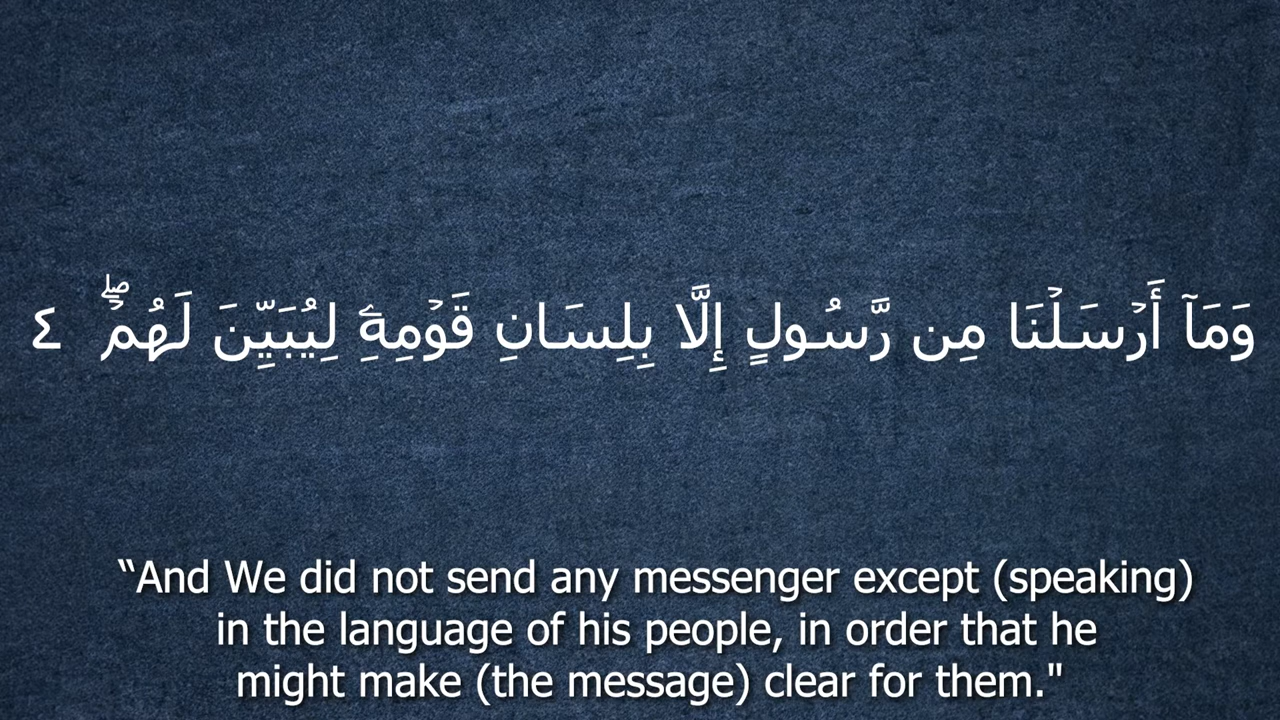 وَمَآ أَرۡسَلۡنَا مِن رَّسُولٍ إِلَّا بِلِسَانِ قَوۡمِهِۦ لِيُبَيِّنَ لَهُمۡۖ ٤
“And We did not send any messenger except (speaking)
in the language of his people, in order that he
might make (the message) clear for them."